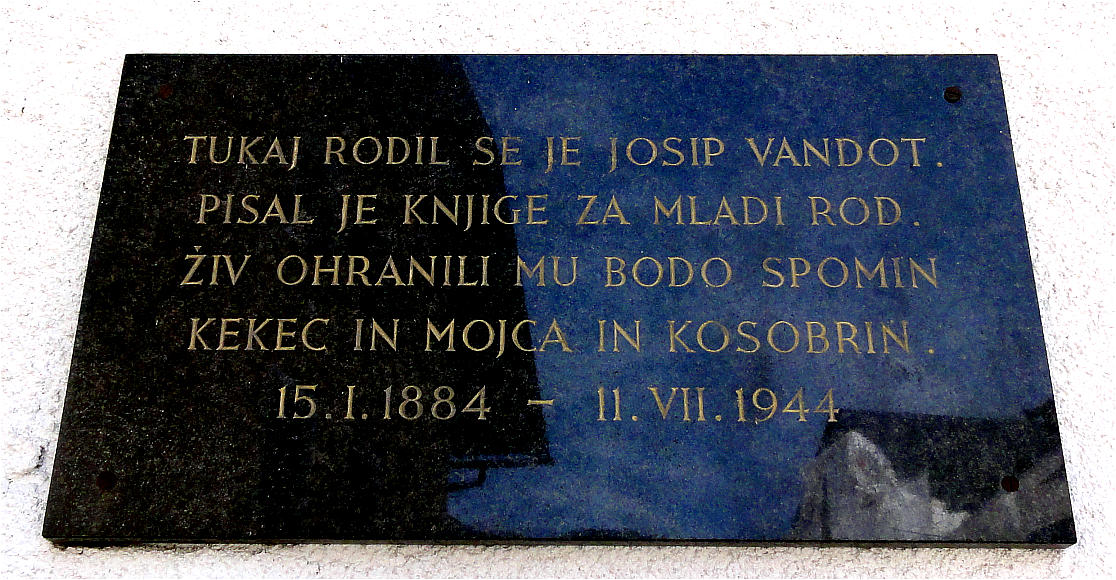 TUKAJ RODIL SE JE JOSIP VANDOT.
PISAL JE KNJIGE ZA MLADI ROD.
ŽIV OHRANILI MU BODO SPOMIN
KEKEC IN MOJCA IN KOSOBRIN.
15.I.1884 – 11.VII.1944